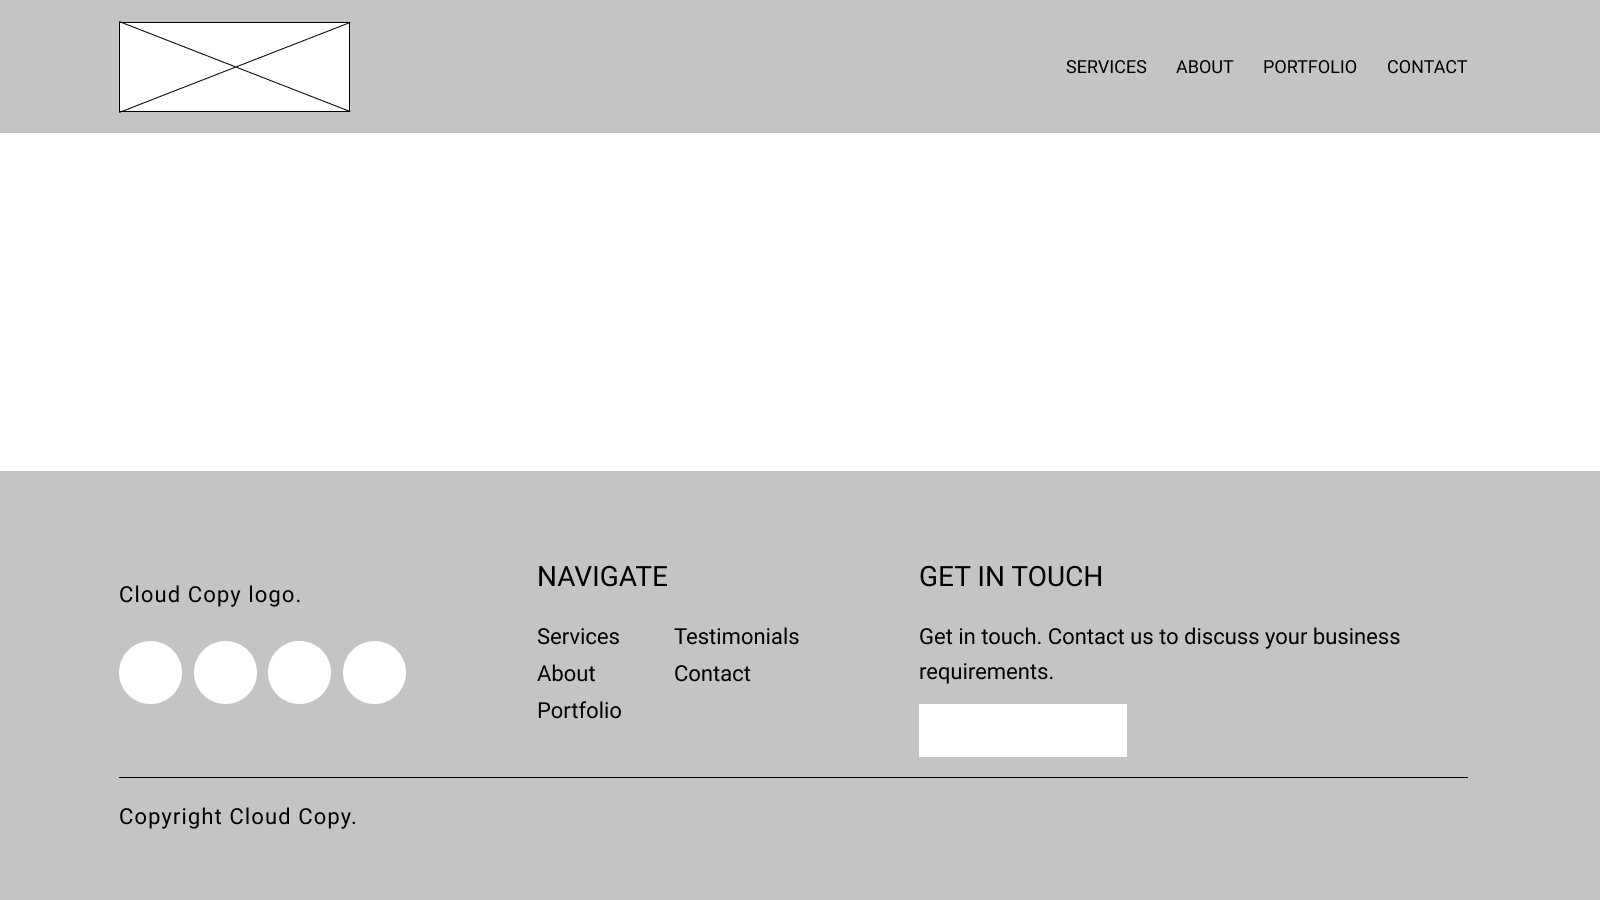 SERVICES ABOUT PORTFOLIO CONTACT
Cloud Copy logo.
NAVIGATE
Services Testimonials
About Contact
Portfolio
GET IN TOUCH
Get in touch. Contact us to discuss your business
requirements.
Copyright Cloud Copy.